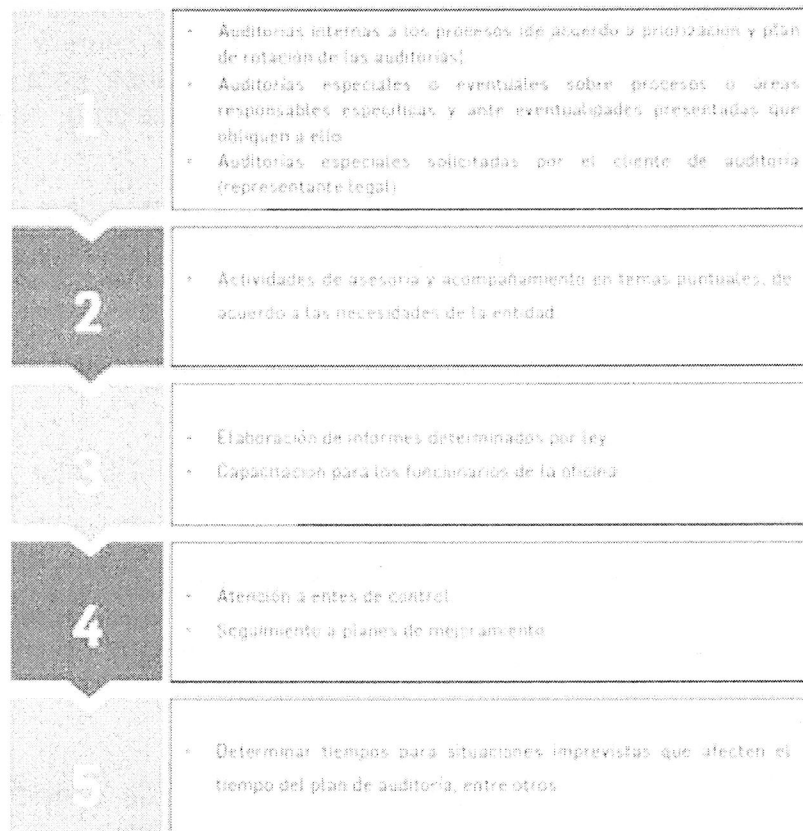 1
- Auditorías internas a los procesos (de acuerdo a priorización y plan
de rotación de las auditorías)
- Auditorías especiales o eventuales sobre procesos o áreas
responsables específicas y ante eventualidades presentadas que
obliguen a ello
- Auditorías especiales solicitadas por el cliente de auditoría
(representante legal)
2
- Actividades de asesoría y acompañamiento en temas puntuales, de
acuerdo a las necesidades de la entidad
3
- Elaboración de informes determinados por ley
- Capacitación para los funcionarios de la oficina
4
- Atención a entes de control
- Seguimiento a planes de mejoramiento
5
- Determinar tiempos para situaciones imprevistas que afecten el
tiempo del plan de auditoría, entre otros